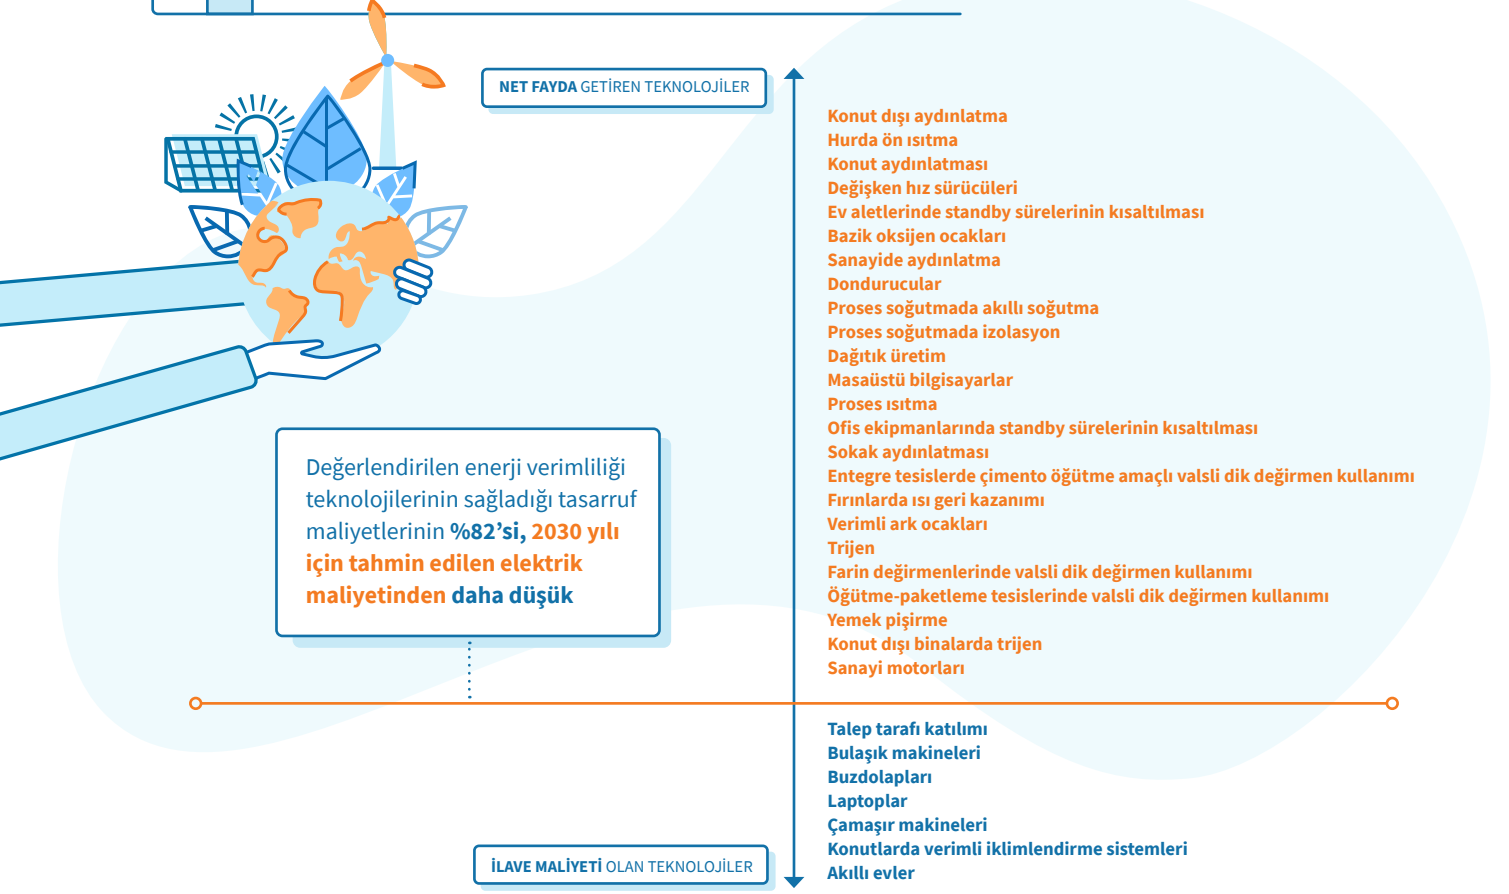 NET FAYDA GETİREN TEKNOLOJİLER
Konut dışı aydınlatma
Hurda ön ısıtma
Konut aydınlatması
Değişken hız sürücüleri
Ev aletlerinde standby sürelerinin kısaltılması
Bazik oksijen ocakları
Sanayide aydınlatma
Dondurucular
Proses soğutmada akıllı soğutma
Proses soğutmada izolasyon
Dağıtık üretim
Masaüstü bilgisayarlar
Proses ısıtma
Ofis ekipmanlarında standby sürelerinin kısaltılması
Sokak aydınlatması
Entegre tesislerde çimento öğütme amaçlı valsli dik değirmen kullanımı
Fırınlarda ısı geri kazanımı
Verimli ark ocakları
Trijen
Farin değirmenlerinde valsli dik değirmen kullanımı
Öğütme-paketleme tesislerinde valsli dik değirmen kullanımı
Yemek pişirme
Konut dışı binalarda trijen
Sanayi motorları
Değerlendirilen enerji verimliliği
teknolojilerinin sağladığı tasarruf
maliyetlerinin %82’si, 2030 yılı
için tahmin edilen elektrik
maliyetinden daha düşük
Talep tarafı katılımı
Bulaşık makineleri
Buzdolapları
Laptoplar
Çamaşır makineleri
Konutlarda verimli iklimlendirme sistemleri
Akıllı evler
İLAVE MALİYETİ OLAN TEKNOLOJİLER